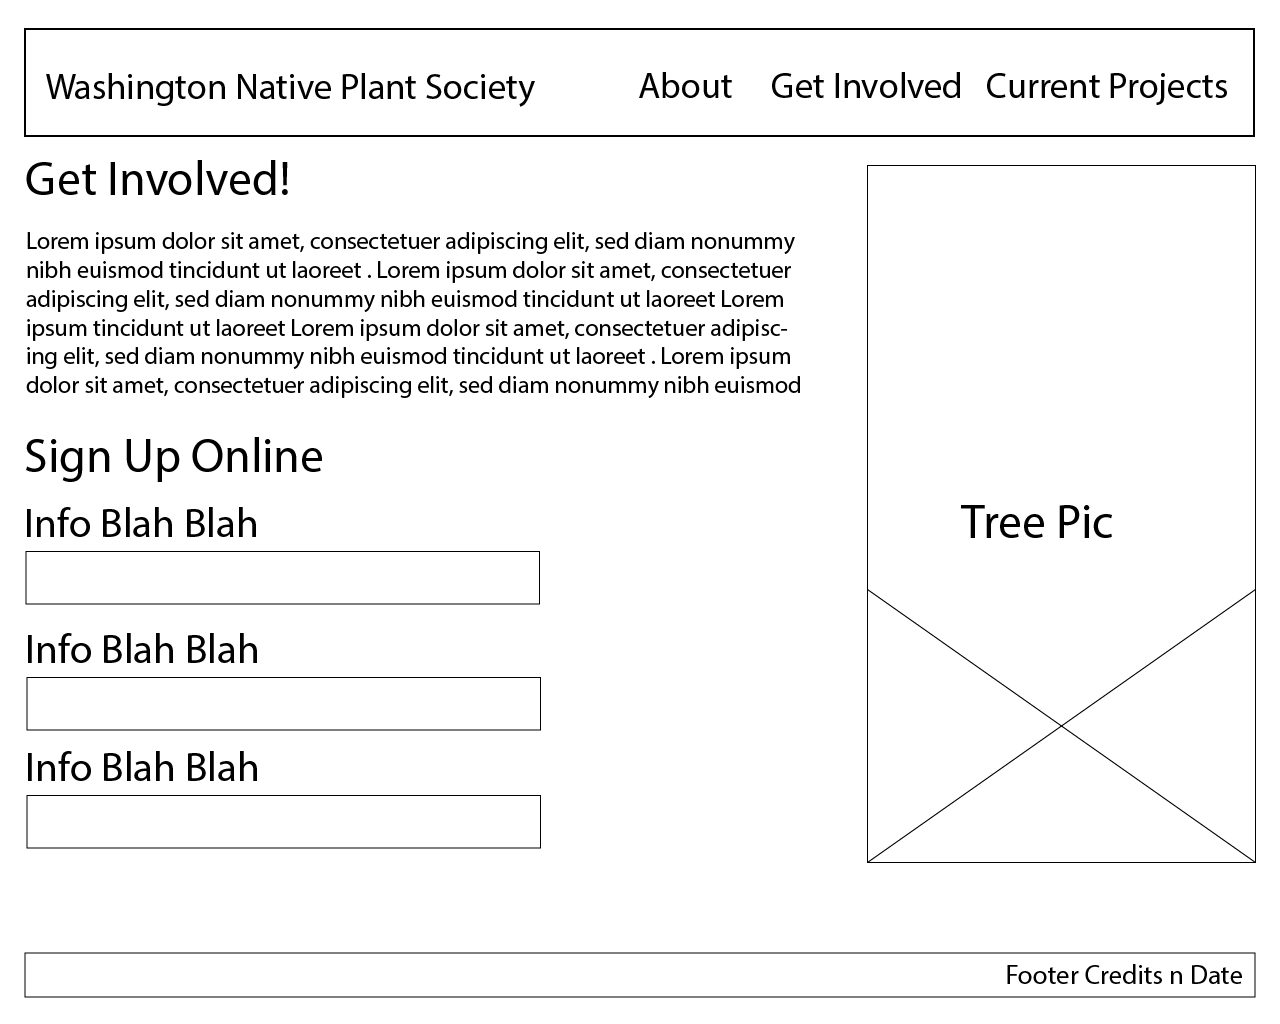 Washington Native Plant Society About Get Involved Current Projects
Get Involved!
Lorem ipsum dolor sit amet, consectetuer adipiscing elit, sed diam nonummy
nibh euismod tincidunt ut laoreet . Lorem ipsum dolor sit amet, consectetuer
adipiscing elit, sed diam nonummy nibh euismod tincidunt ut laoreet Lorem
ipsum tincidunt ut laoreet Lorem ipsum dolor sit amet, consectetuer adipisc-
ing elit, sed diam nonummy nibh euismod tincidunt ut laoreet . Lorem ipsum
dolor sit amet, consectetuer adipiscing elit, sed diam nonummy nibh euismod
Sign Up Online
Info Blah Blah
Info Blah Blah
Info Blah Blah
Tree Pic
Footer Credits n Date